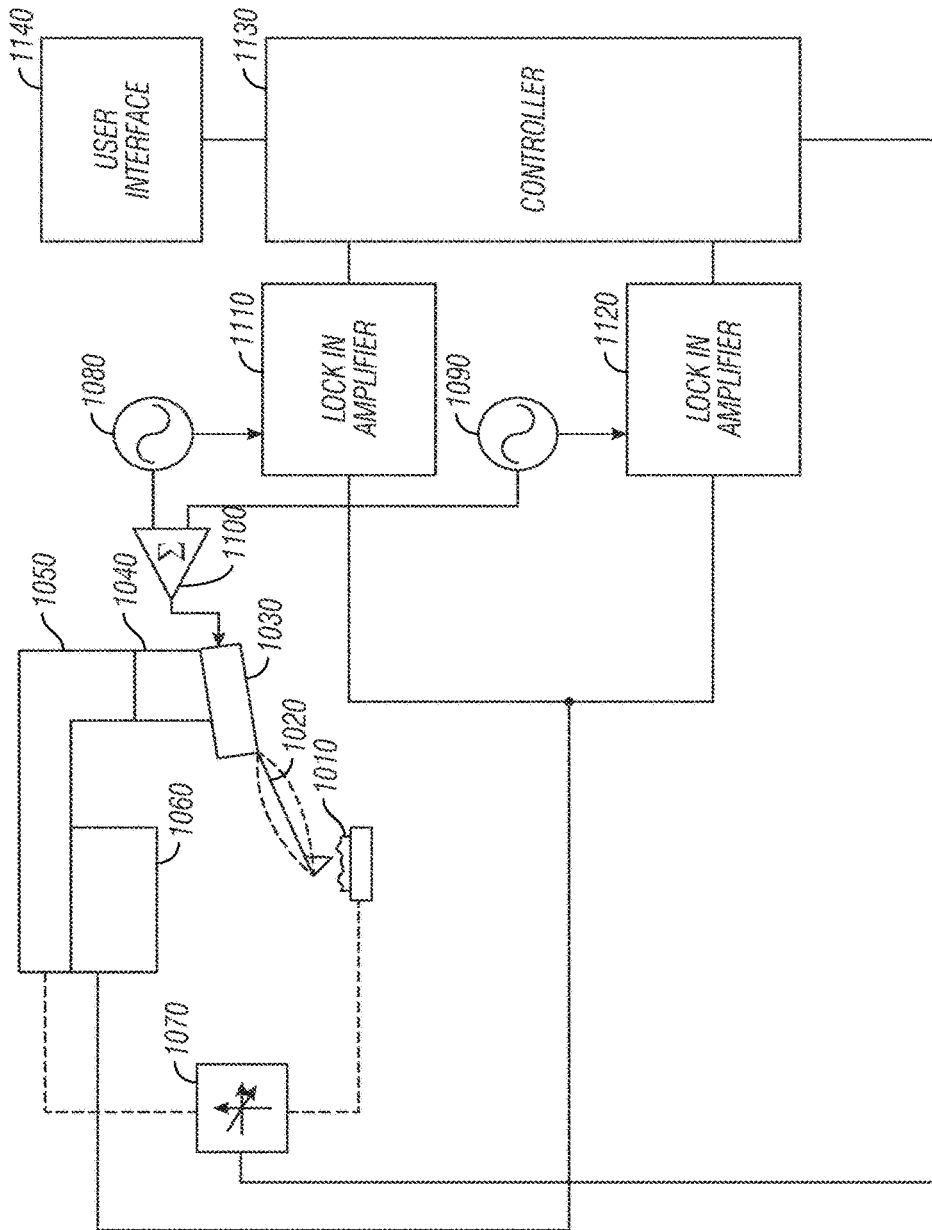 1140
USER
INTERFACE
1130
CONTROLLER
1110
LOCK IN
AMPLIFIER
1120
LOCK IN
AMPLIFIER
1080
1090
Σ
1100
1050
1040
1030
1020
1010
1060
1070